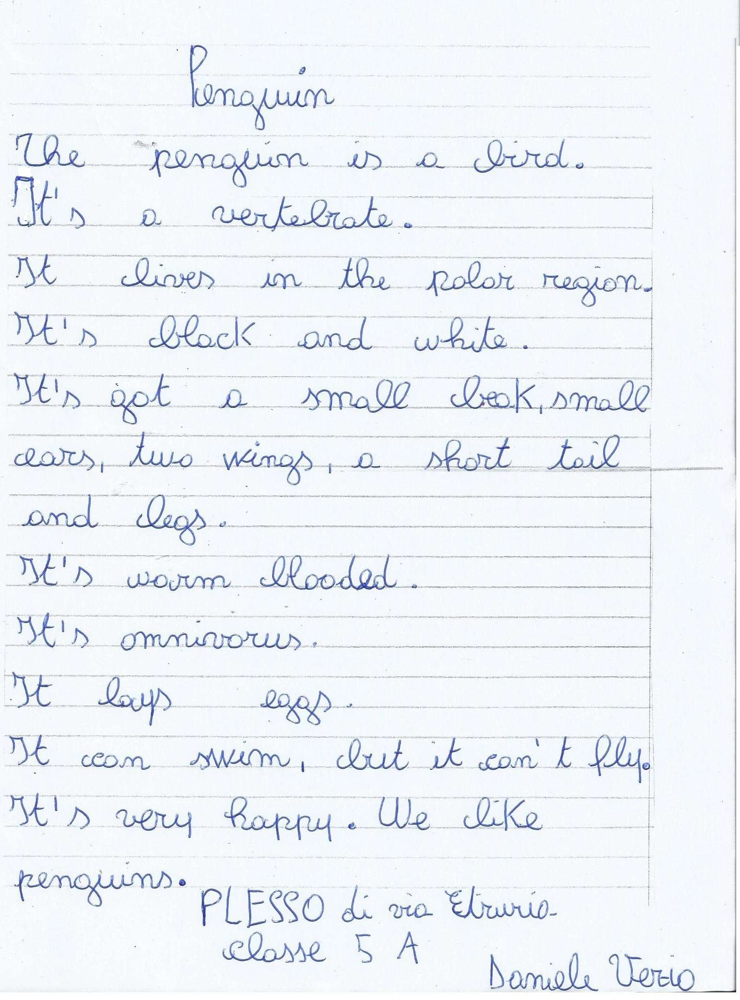 Penguin
The penguin is a bird.
It's a vertebrate.
It lives in the polar region.
It's black and white.
It's got a small beak, small
ears, two wings, a short tail
and legs.
It's warm blooded.
It's omnivorus.
It lays eggs.
It can swim, but it can't fly.
It's very happy. We like
penguins.
PLESSO di via Etruria
classe 5 A
Daniele Verzio